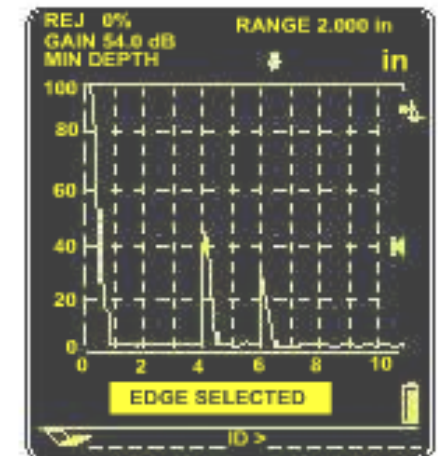 REJ 0%
RANGE 2.000 in
GAIN 54.0 dB
MIN DEPTH
in
100
80
60
40
20
0
0 2 4 6 8 10
EDGE SELECTED
ID >